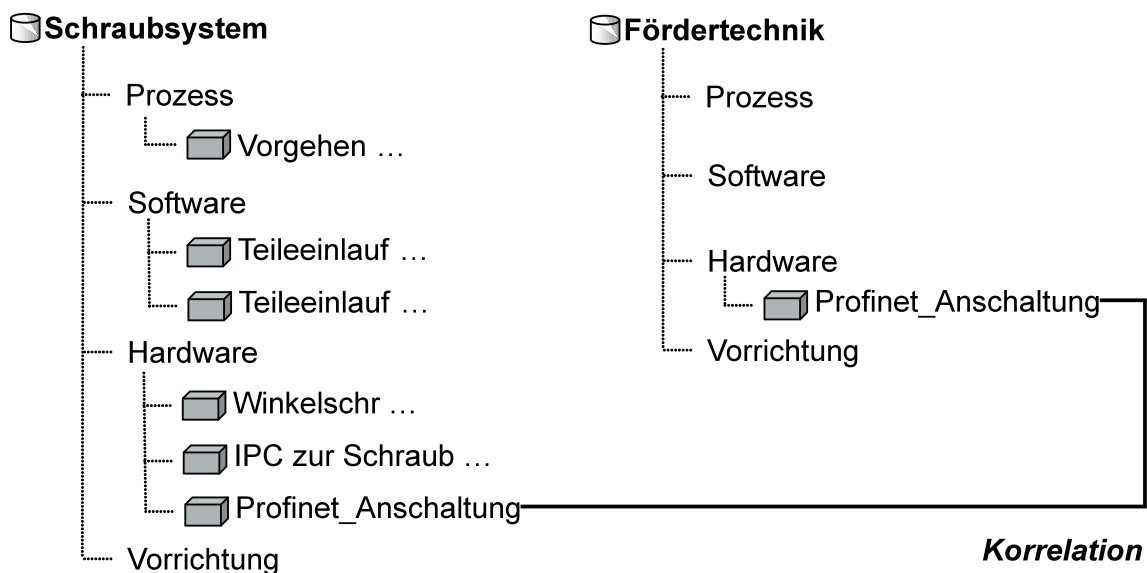 Schraubsystem
Prozess
Vorgehen …
Software
Teileeinlauf …
Teileeinlauf …
Hardware
Winkelschr …
IPC zur Schraub …
Profinet_Anschaltung
Vorrichtung
Fördertechnik
Prozess
Software
Hardware
Profinet_Anschaltung
Vorrichtung
Korrelation